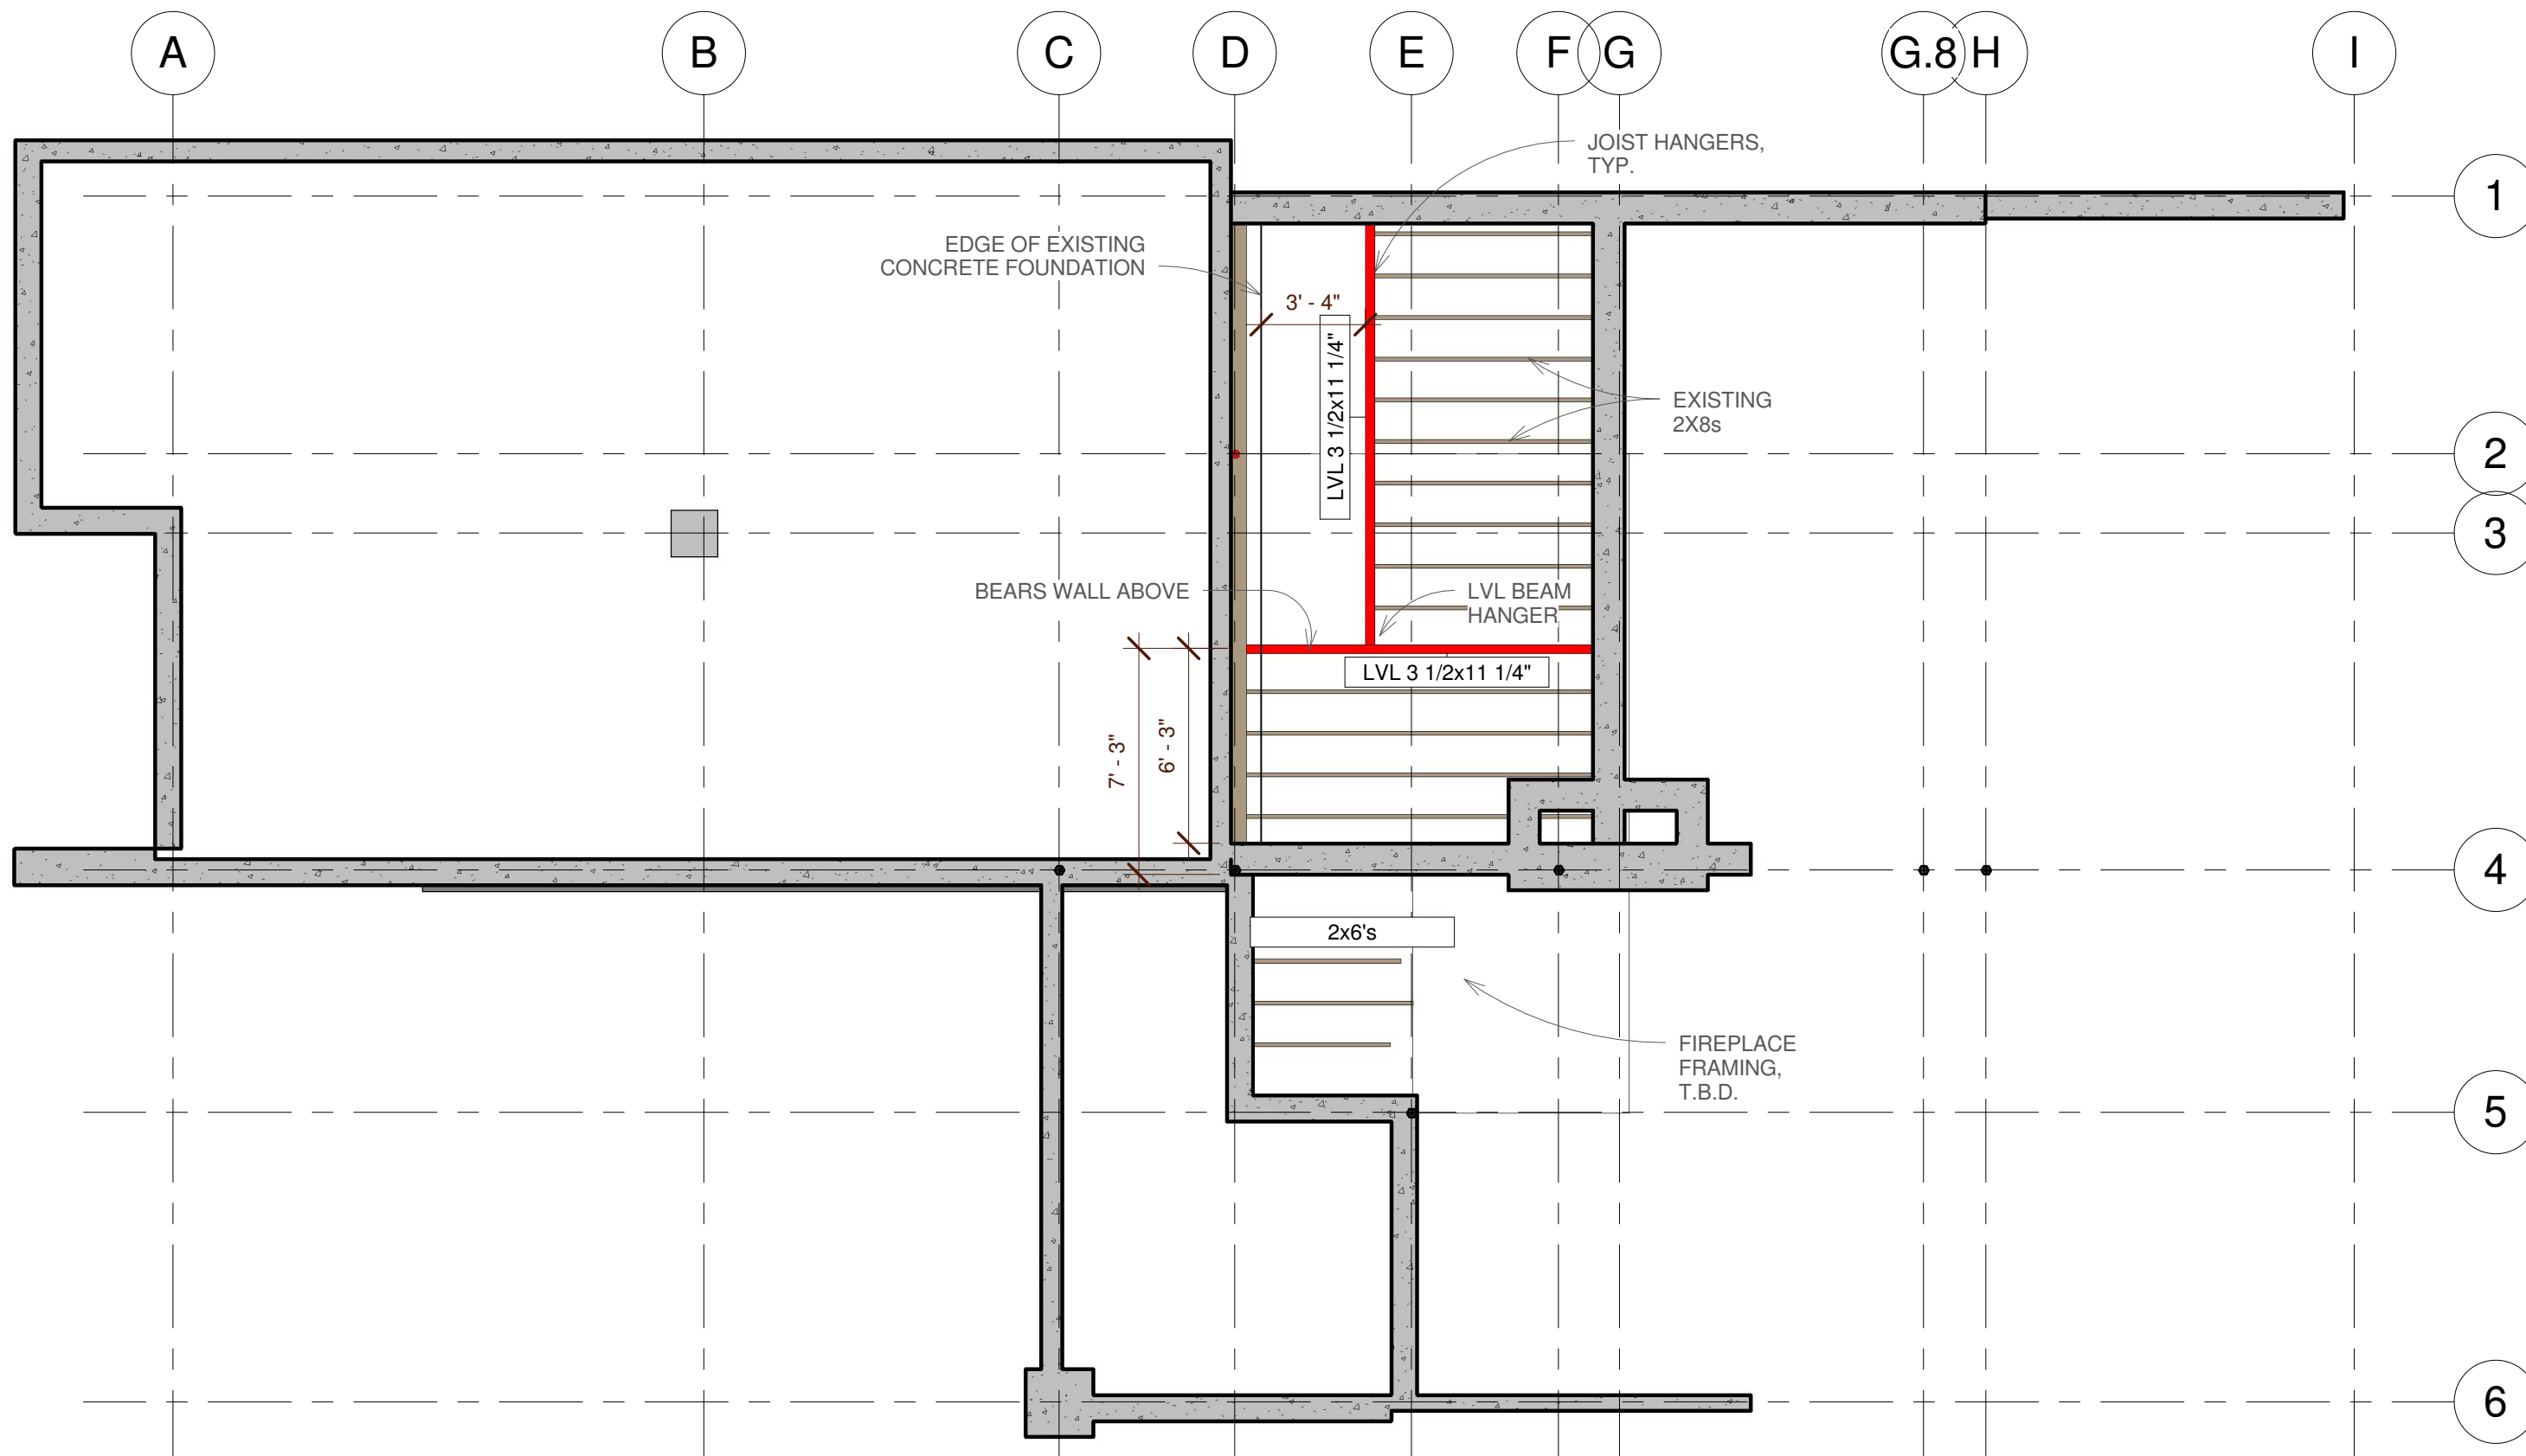 A
B
C
D
E
F
G
G.8
H
I
JOIST HANGERS,
TYP.
1
EDGE OF EXISTING
CONCRETE FOUNDATION
3' - 4"
LVL 3 1/2x11 1/4"
EXISTING
2X8s
2
3
BEARS WALL ABOVE
LVL BEAM
HANGER
LVL 3 1/2x11 1/4"
7' - 3"
6' - 3"
4
2x6's
FIREPLACE
FRAMING,
T.B.D.
5
6